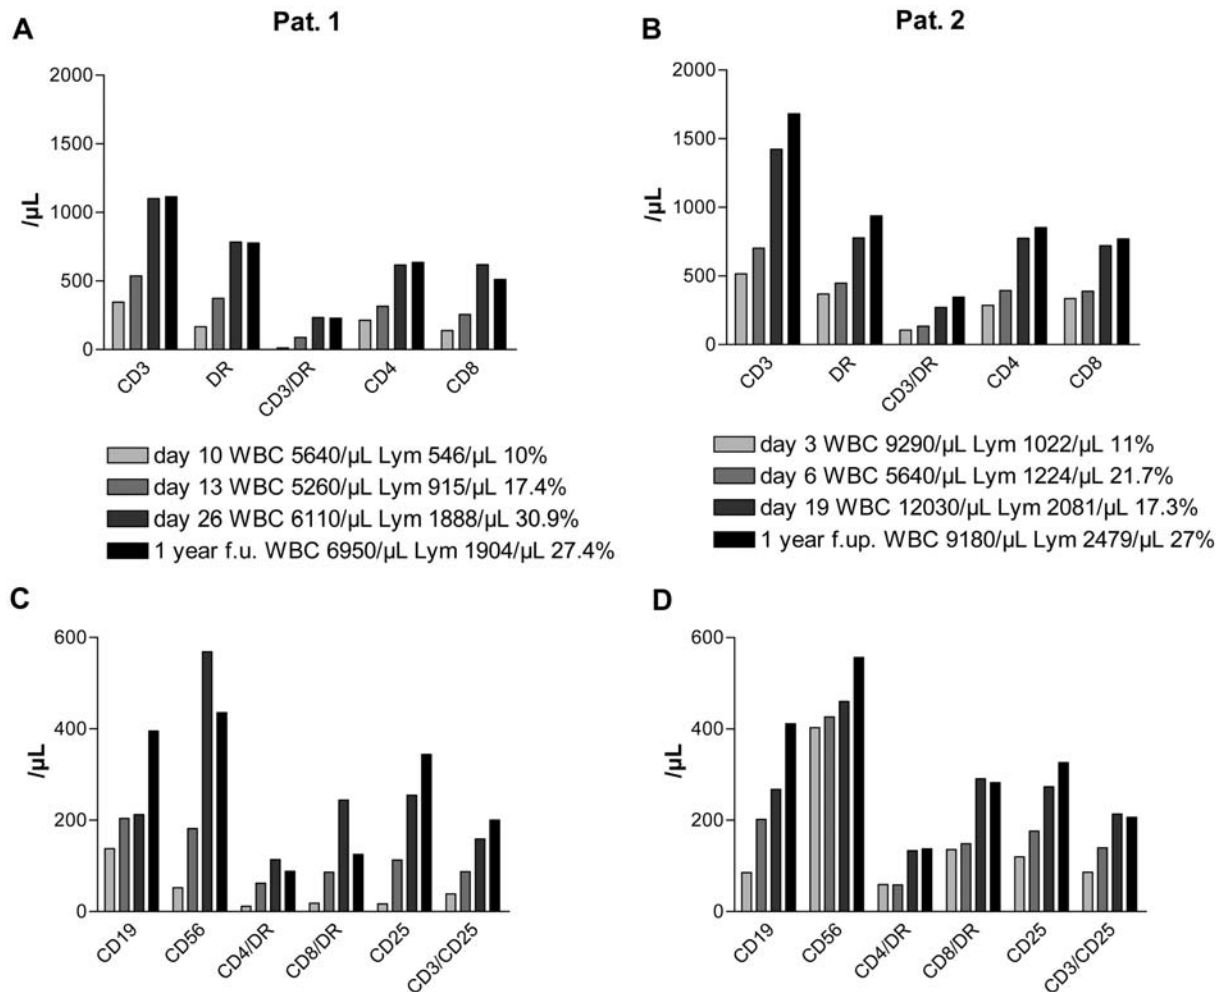 A
Pat. 1
2000
1500
1000
500
0
/µL
CD3
DR
CD3/DR
CD4
CD8
day 10 WBC 5640/µL Lym 546/µL 10%
day 13 WBC 5260/µL Lym 915/µL 17.4%
day 26 WBC 6110/µL Lym 1888/µL 30.9%
1 year f.u. WBC 6950/µL Lym 1904/µL 27.4%
B
Pat. 2
2000
1500
1000
500
0
/µL
CD3
DR
CD3/DR
CD4
CD8
day 3 WBC 9290/µL Lym 1022/µL 11%
day 6 WBC 5640/µL Lym 1224/µL 21.7%
day 19 WBC 12030/µL Lym 2081/µL 17.3%
1 year f.up. WBC 9180/µL Lym 2479/µL 27%
C
600
400
200
0
/µL
CD19
CD56
CD4/DR
CD8/DR
CD25
CD3/CD25
D
600
400
200
0
/µL
CD19
CD56
CD4/DR
CD8/DR
CD25
CD3/CD25